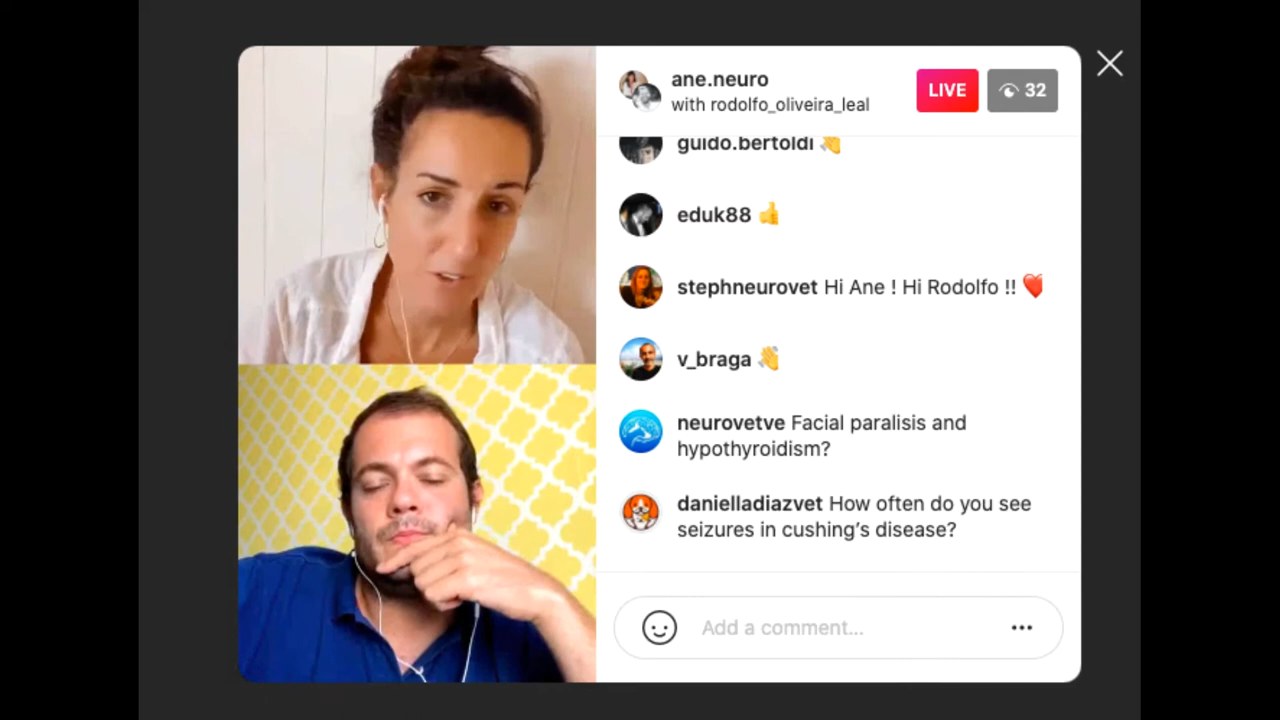 ane.neuro
with rodolfo_oliveira_leal
LIVE
32
guido.bertoldi 👏
eduk88 👍
stephneurovet Hi Ane ! Hi Rodolfo !! ❤️
v_braga 👏
neurovetve Facial paralisis and
hypothyroidism?
danielladiazvet How often do you see
seizures in cushing’s disease?
Add a comment...